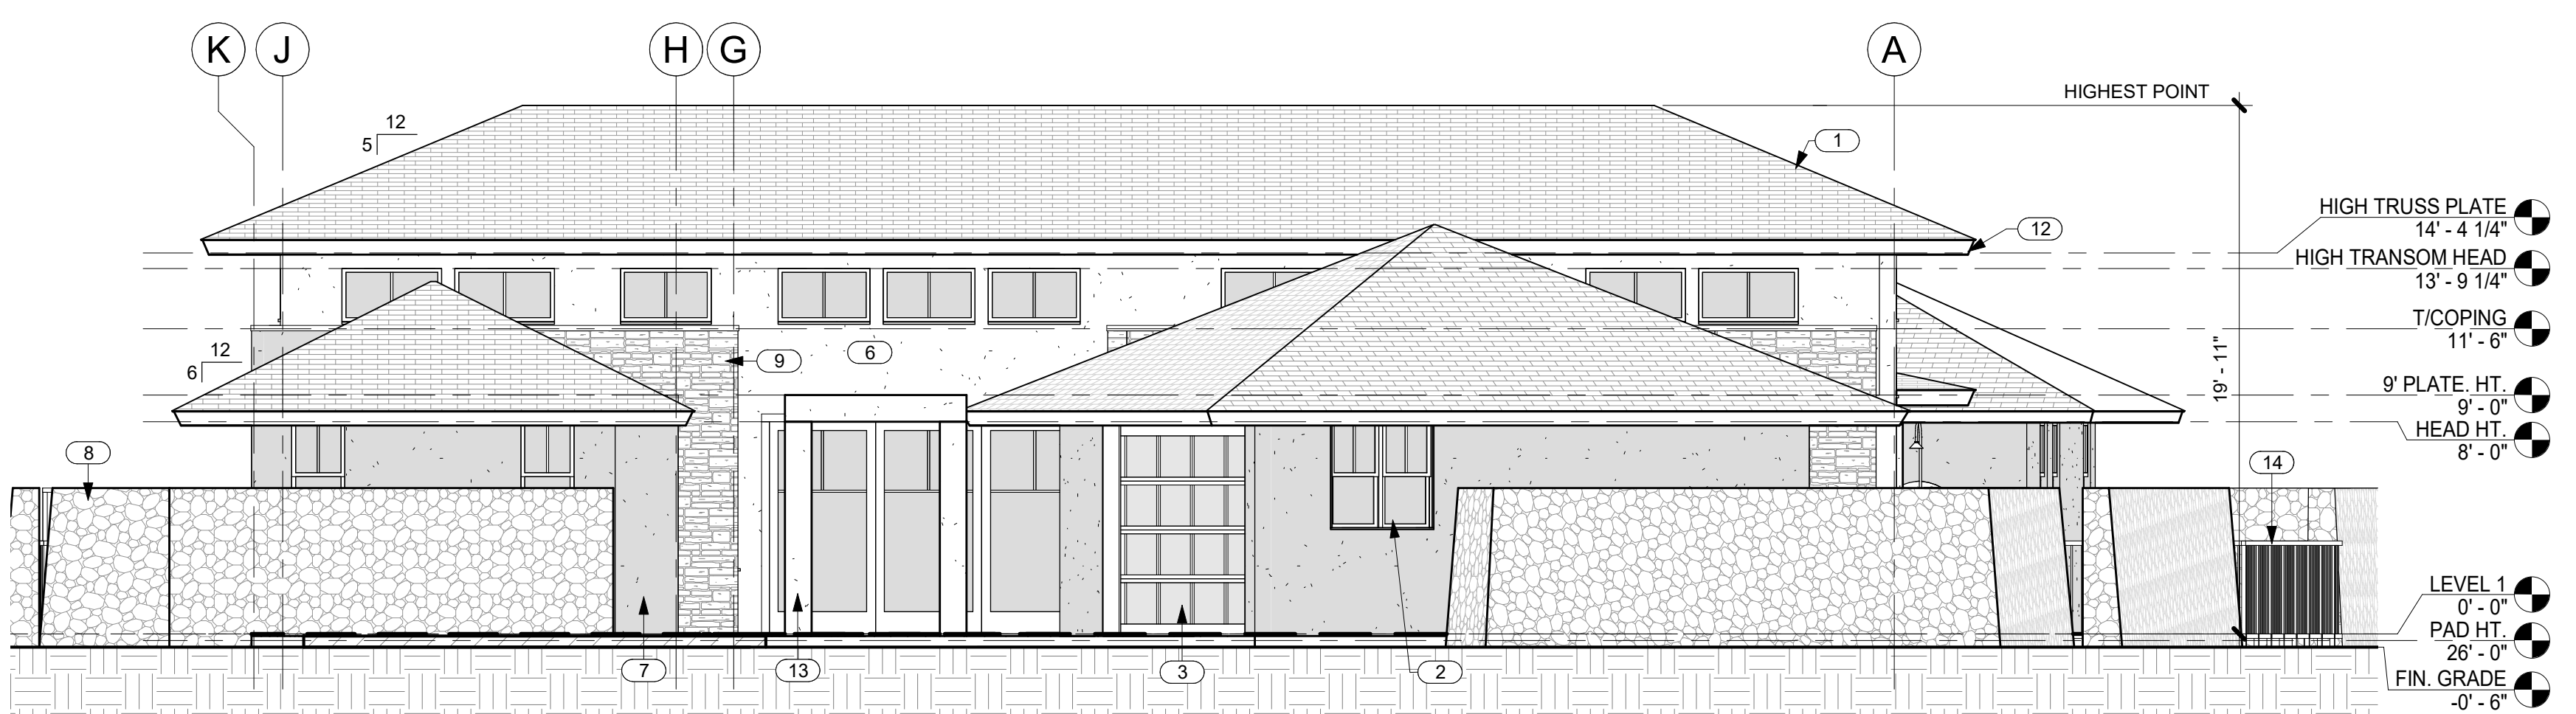 K J H G A
HIGHEST POINT
12
5
1
HIGH TRUSS PLATE
14' - 4 1/4"
12
HIGH TRANSOM HEAD
13' - 9 1/4"
T/COPING
11' - 6"
19' - 11"
12
6
9
6
9' PLATE. HT.
9' - 0"
HEAD HT.
8' - 0"
8
14
LEVEL 1
0' - 0"
PAD HT.
26' - 0"
7
13
3
2
FIN. GRADE
-0' - 6"